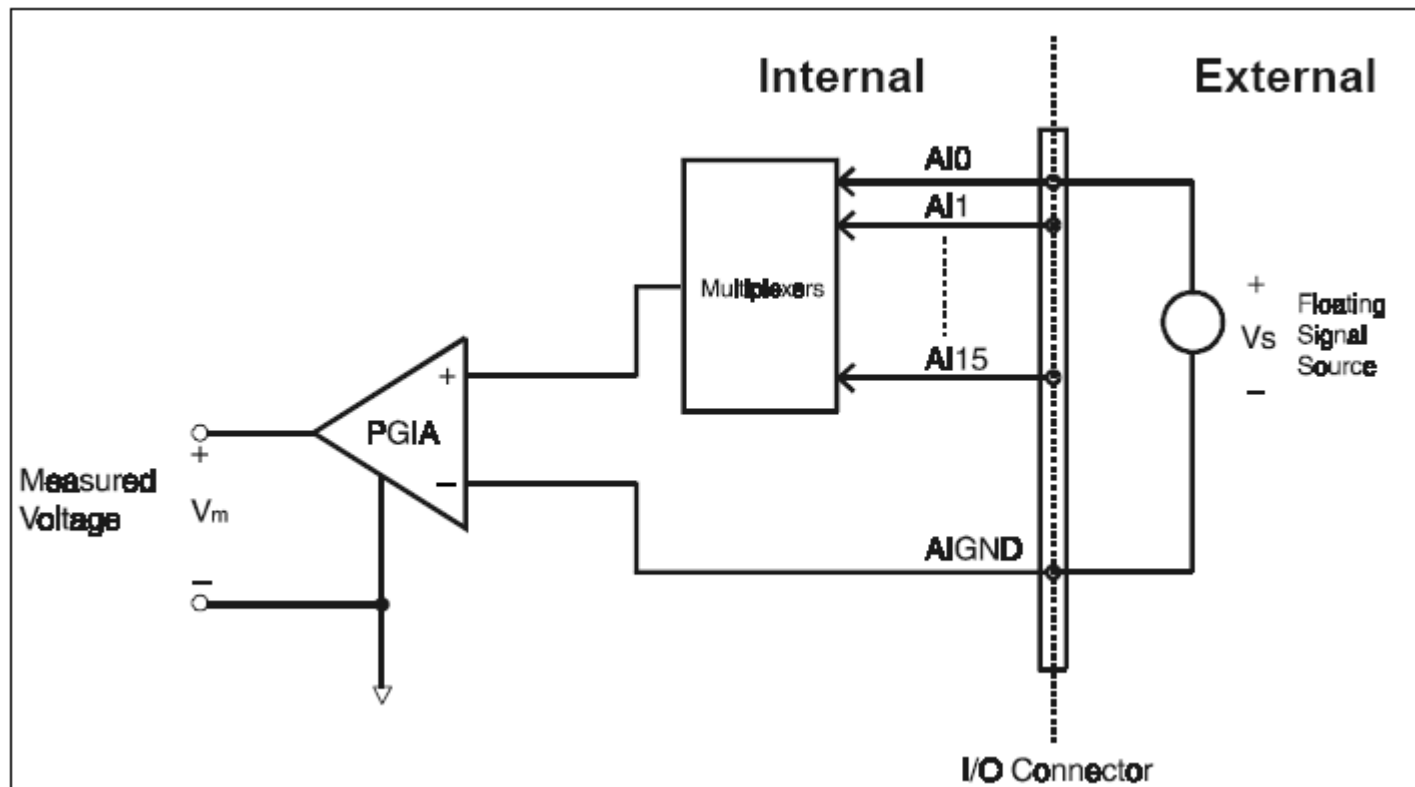 Internal
External
AI0
AI1
Multiplexers
AI15
+
Vs
−
Floating
Signal
Source
+
PGIA
−
Measured
Voltage
+
Vm
−
AIGND
I/O Connector